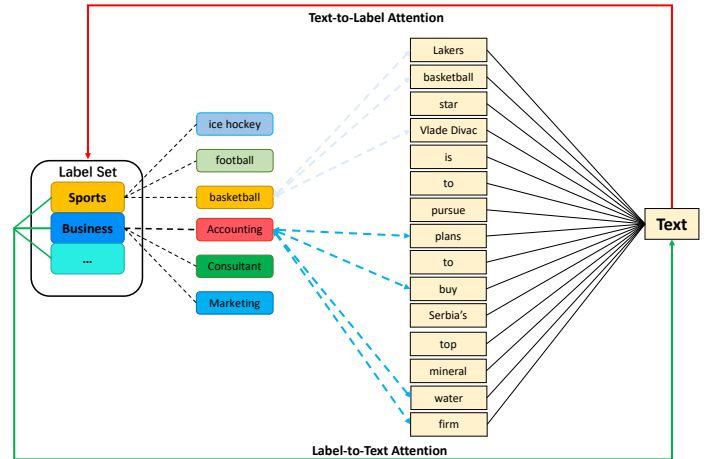 Text-to-Label Attention
Label Set
Sports
Business
...
ice hockey
football
basketball
Accounting
Consultant
Marketing
Lakers
basketball
star
Vlade Divac
is
to
pursue
plans
to
buy
Serbia's
top
mineral
water
firm
Text
Label-to-Text Attention